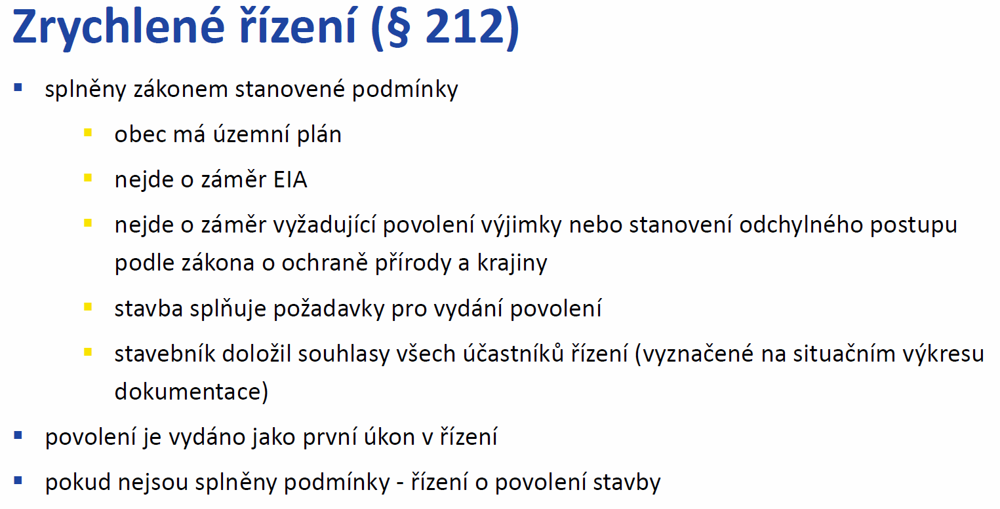 Zrychlené řízení (§ 212)
splněny zákonem stanovené podmínky
obec má územní plán
nejde o záměr EIA
nejde o záměr vyžadující povolení výjimky nebo stanovení odchylného postupu
podle zákona o ochraně přírody a krajiny
stavba splňuje požadavky pro vydání povolení
stavebník doložil souhlasy všech účastníků řízení (vyznačené na situačním výkresu
dokumentace)
povolení je vydáno jako první úkon v řízení
pokud nejsou splněny podmínky - řízení o povolení stavby